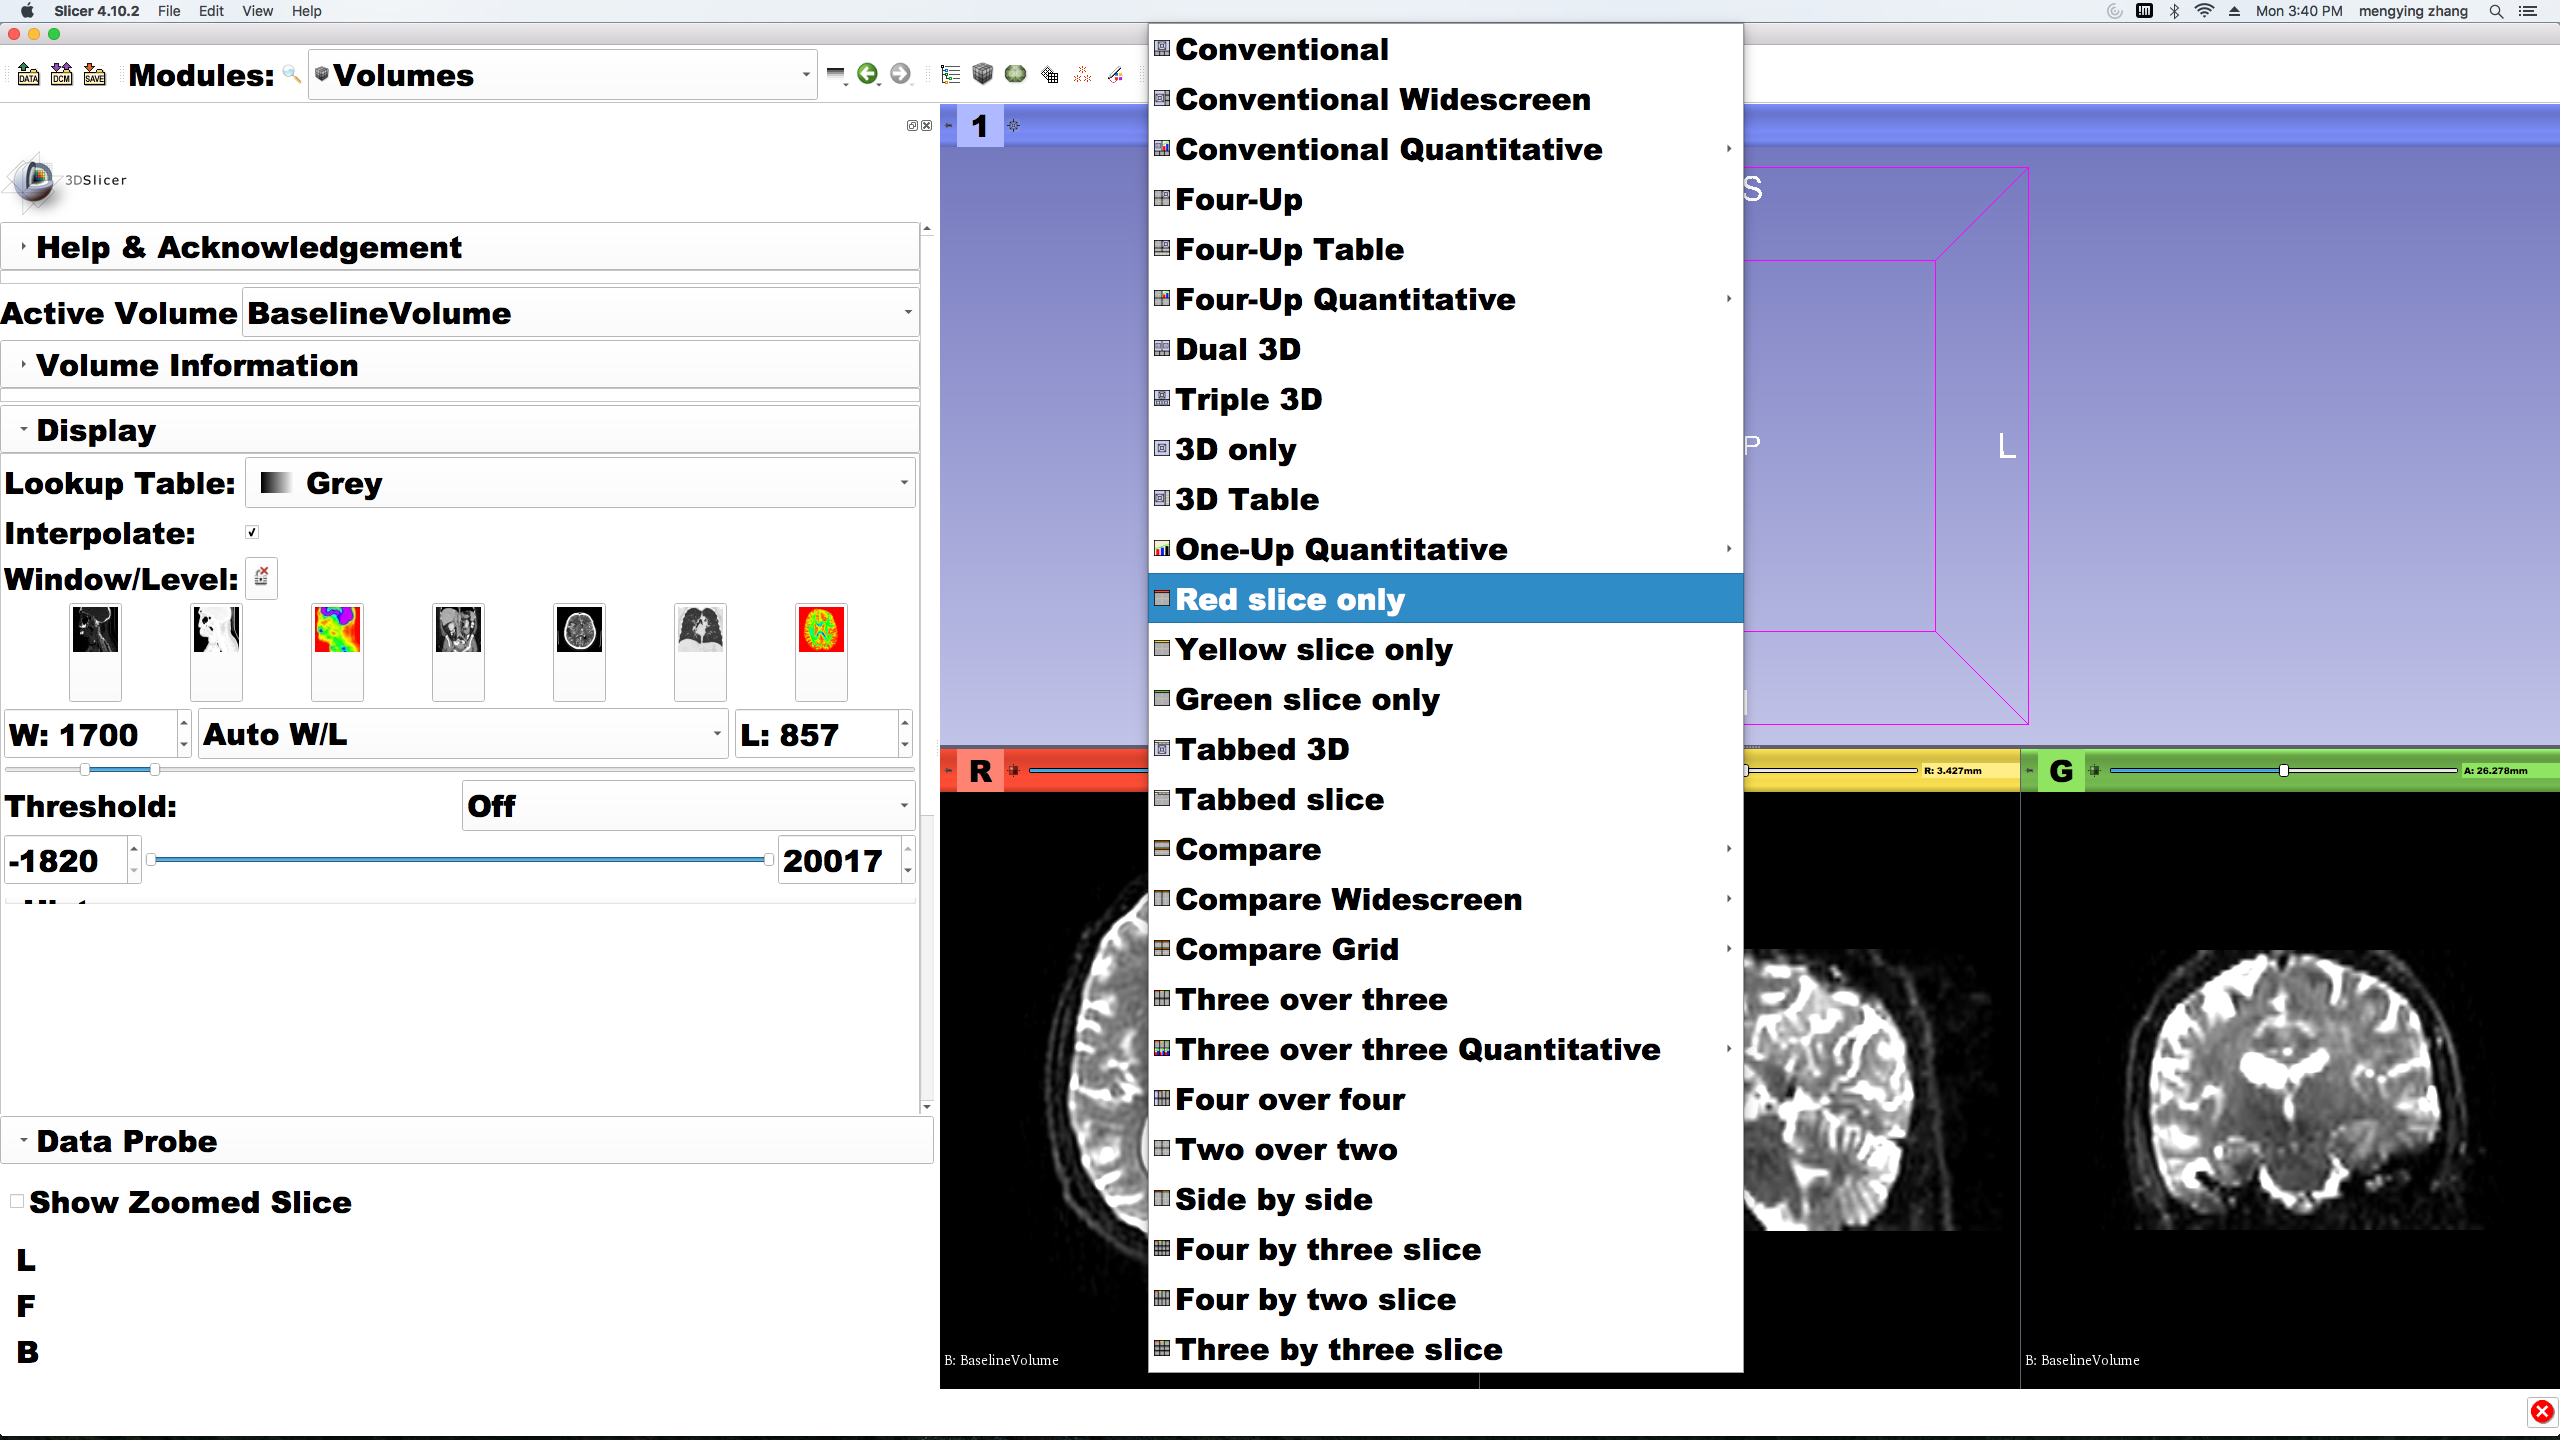 Slicer 4.10.2 File Edit View Help
Mon 3:40 PM mengying zhang
DATA DCM SAVE Modules: Volumes
3DSlicer
Help & Acknowledgement
Active Volume BaselineVolume
Volume Information
Display
Lookup Table: Grey
Interpolate:
Window/Level:
W: 1700 Auto W/L L: 857
Threshold: Off
-1820 20017
Data Probe
Show Zoomed Slice
L
F
B
Conventional
Conventional Widescreen
Conventional Quantitative
Four-Up
Four-Up Table
Four-Up Quantitative
Dual 3D
Triple 3D
3D only
3D Table
One-Up Quantitative
Red slice only
Yellow slice only
Green slice only
Tabbed 3D
Tabbed slice
Compare
Compare Widescreen
Compare Grid
Three over three
Three over three Quantitative
Four over four
Two over two
Side by side
Four by three slice
Four by two slice
Three by three slice
1
S
P
L
R
R: 3.427mm
G
A: 26.278mm
B: BaselineVolume
B: BaselineVolume